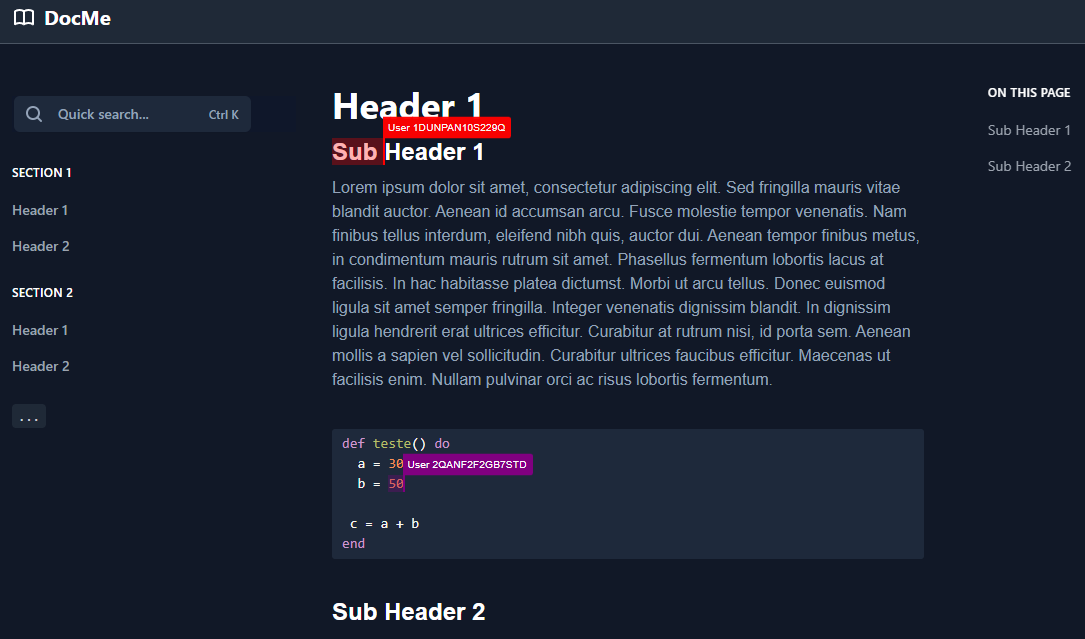 DocMe
Quick search... Ctrl K
SECTION 1
Header 1
Header 2
SECTION 2
Header 1
Header 2
...
Header 1
User 1DUNPAN10S229Q
Sub Header 1
Lorem ipsum dolor sit amet, consectetur adipiscing elit. Sed fringilla mauris vitae
blandit auctor. Aenean id accumsan arcu. Fusce molestie tempor venenatis. Nam
finibus tellus interdum, eleifend nibh quis, auctor dui. Aenean tempor finibus metus,
in condimentum mauris rutrum sit amet. Phasellus fermentum lobortis lacus at
facilisis. In hac habitasse platea dictumst. Morbi ut arcu tellus. Donec euismod
ligula sit amet semper fringilla. Integer venenatis dignissim blandit. In dignissim
ligula hendrerit erat ultrices efficitur. Curabitur at rutrum nisi, id porta sem. Aenean
mollis a sapien vel sollicitudin. Curabitur ultrices faucibus efficitur. Maecenas ut
facilisis enim. Nullam pulvinar orci ac risus lobortis fermentum.
def teste() do
a = 30
User 2QANF2F2GB7STD
b = 50
c = a + b
end
Sub Header 2
ON THIS PAGE
Sub Header 1
Sub Header 2